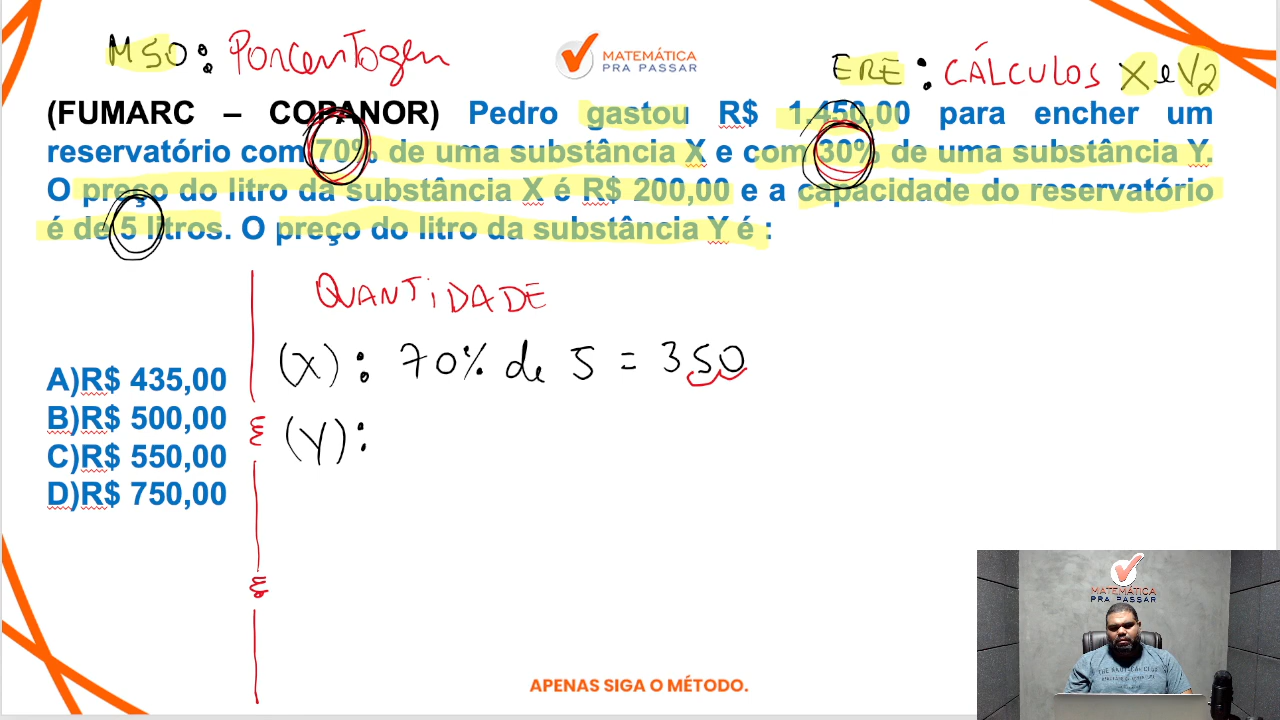 MSO: Porcentagem
MATEMÁTICA
PRA PASSAR
ERE: CÁLCULOS X e √2
(FUMARC – COPANOR) Pedro gastou R$ 1.450,00 para encher um
reservatório com 70% de uma substância X e com 30% de uma substância Y.
O preço do litro da substância X é R$ 200,00 e a capacidade do reservatório
é de 5 litros. O preço do litro da substância Y é :
QUANTIDADE
(X): 70% de 5 = 350
(Y):
A)R$ 435,00
B)R$ 500,00
C)R$ 550,00
D)R$ 750,00
MATEMÁTICA
PRA PASSAR
APENAS SIGA O MÉTODO.